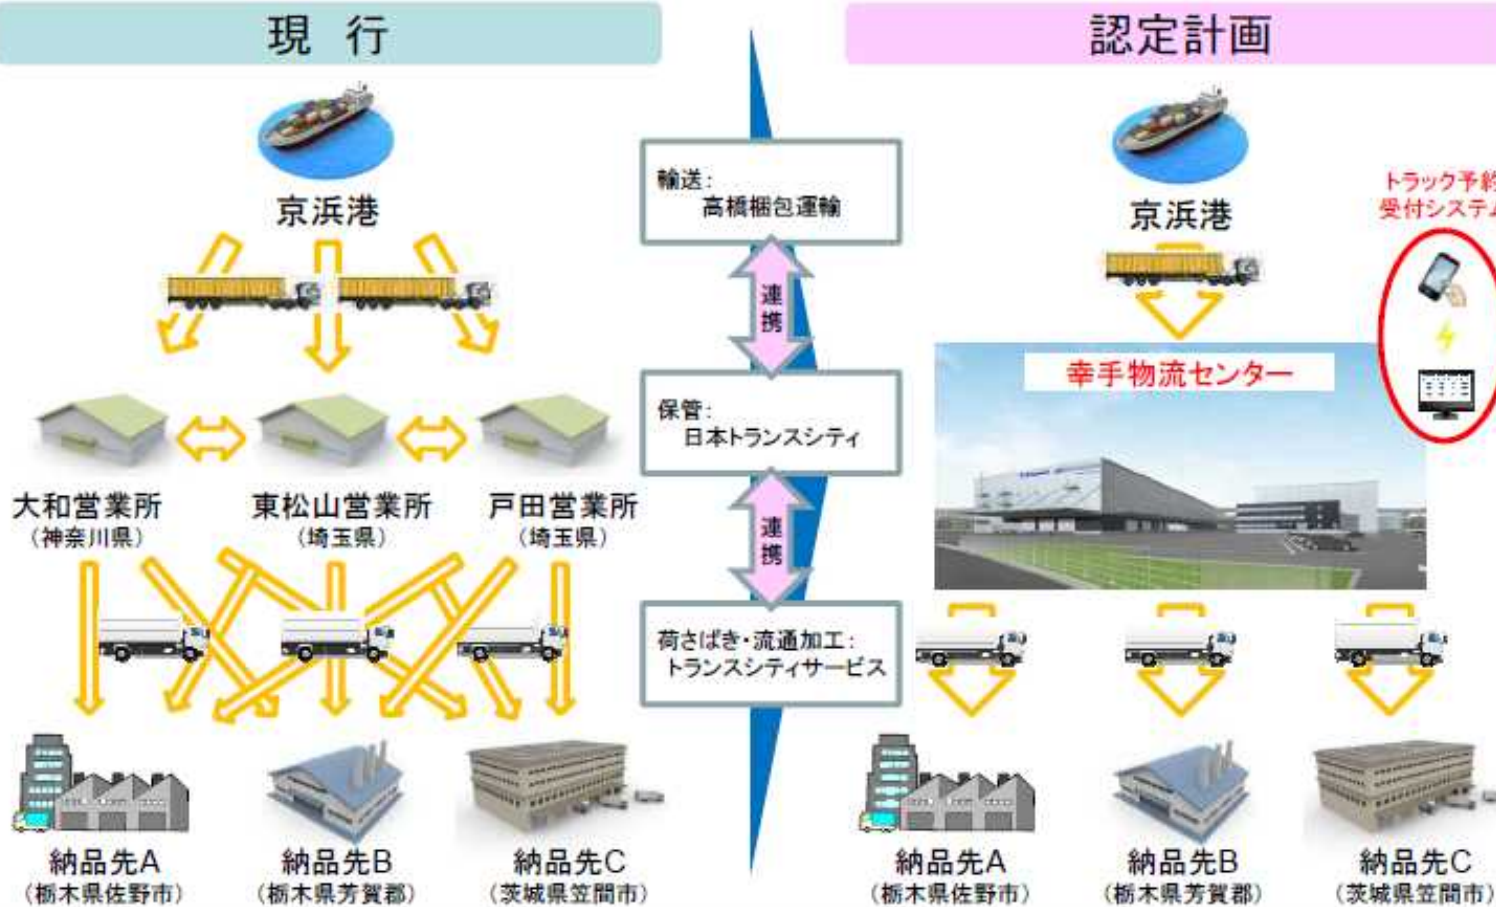 現 行
認定計画
京浜港
輸送:
高橋梱包運輸
京浜港
トラック予約
受付システム
連
携
幸手物流センター
保管:
日本トランスシティ
大和営業所
(神奈川県)
東松山営業所
(埼玉県)
戸田営業所
(埼玉県)
連
携
荷さばき・流通加工:
トランスシティサービス
納品先A
(栃木県佐野市)
納品先B
(栃木県芳賀郡)
納品先C
(茨城県笠間市)
納品先A
(栃木県佐野市)
納品先B
(栃木県芳賀郡)
納品先C
(茨城県笠間市)